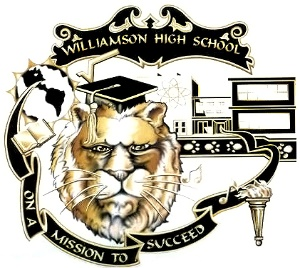 WILLIAMSON HIGH SCHOOL
ON A MISSION TO SUCCEED